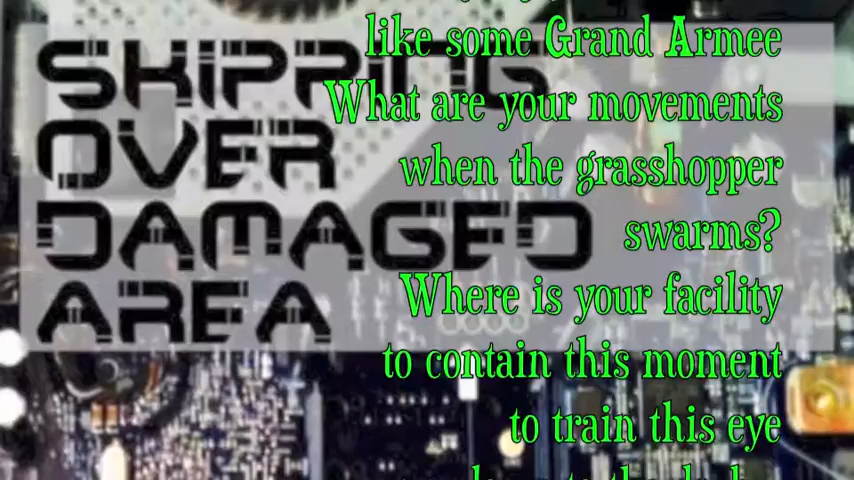 SKIPPING
OVER
DAMAGED
AREA
like some Grand Armee
What are your movements
when the grasshopper
swarms?
Where is your facility
to contain this moment
to train this eye